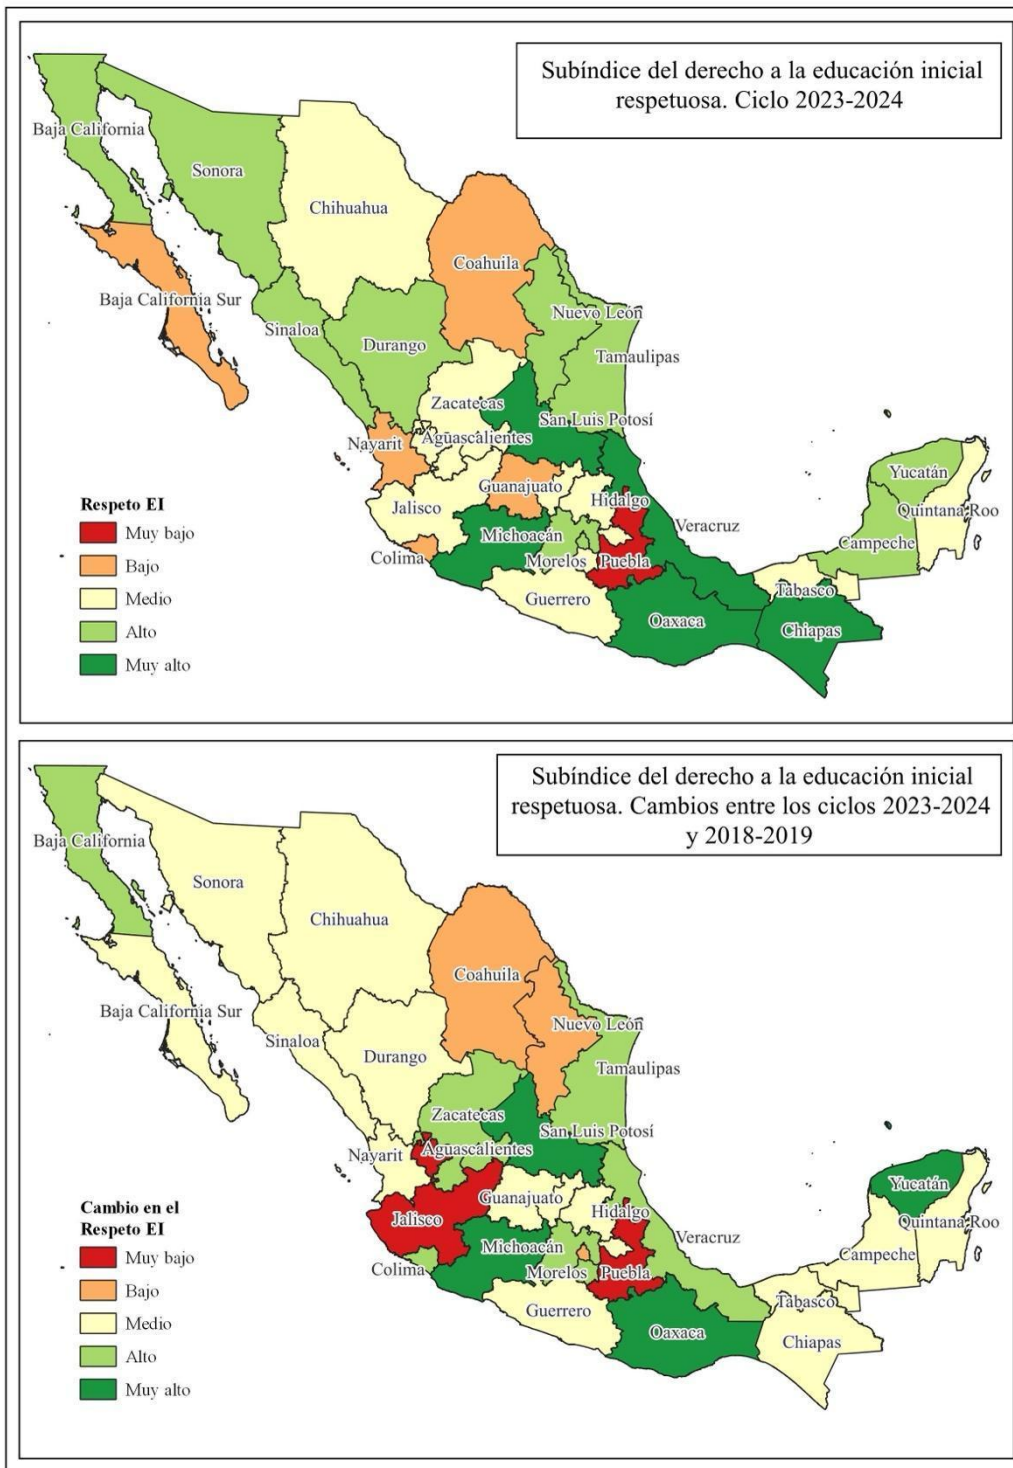 Subíndice del derecho a la educación inicial
respetuosa. Ciclo 2023-2024
Baja California
Sonora
Chihuahua
Coahuila
Baja California Sur
Sinaloa
Nuevo León
Durango
Tamaulipas
Zacatecas
San Luis Potosí
Nayarit
Aguascalientes
Yucatán
Guanajuato
Hidalgo
Jalisco
Quintana Roo
Veracruz
Michoacán
Campeche
Colima
Morelos
Puebla
Tabasco
Guerrero
Oaxaca
Chiapas
Respeto EI
Muy bajo
Bajo
Medio
Alto
Muy alto
Subíndice del derecho a la educación inicial
respetuosa. Cambios entre los ciclos 2023-2024
y 2018-2019
Baja California
Sonora
Chihuahua
Coahuila
Baja California Sur
Nuevo León
Sinaloa
Durango
Tamaulipas
Zacatecas
San Luis Potosí
Aguascalientes
Nayarit
Yucatán
Guanajuato
Hidalgo
Jalisco
Quintana Roo
Veracruz
Michoacán
Campeche
Colima
Morelos
Puebla
Tabasco
Guerrero
Oaxaca
Chiapas
Cambio en el
Respeto EI
Muy bajo
Bajo
Medio
Alto
Muy alto